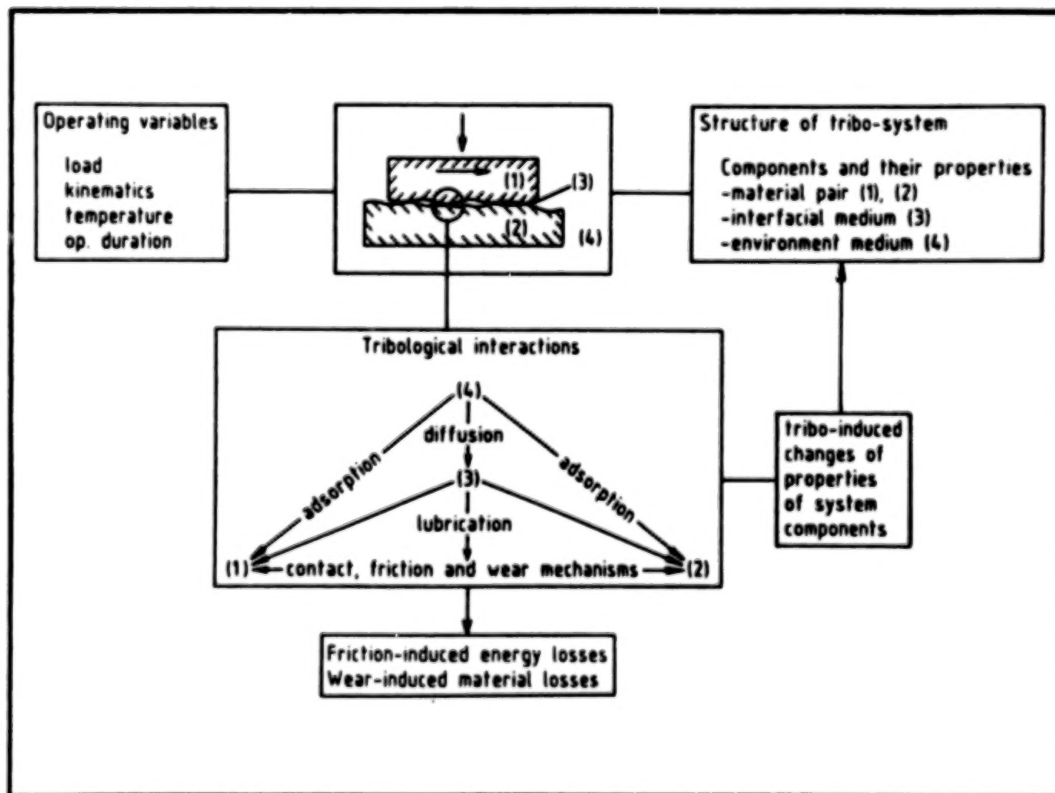 Operating variables
load
kinematics
temperature
op. duration
(1)
(3)
(2)
(4)
Structure of tribo-system
Components and their properties
-material pair (1), (2)
-interfacial medium (3)
-environment medium (4)
Tribological interactions
(4)
diffusion
adsorption
adsorption
(3)
lubrication
(1) contact, friction and wear mechanisms (2)
tribo-induced
changes of
properties
of system
components
Friction-induced energy losses
Wear-induced material losses